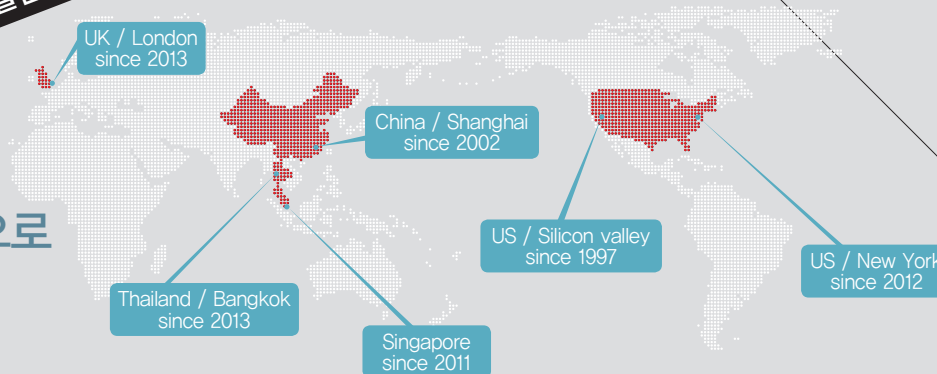 UK / London
since 2013
China / Shanghai
since 2002
으로
US / Silicon valley
since 1997
US / New York
since 2012
Thailand / Bangkok
since 2013
Singapore
since 2011